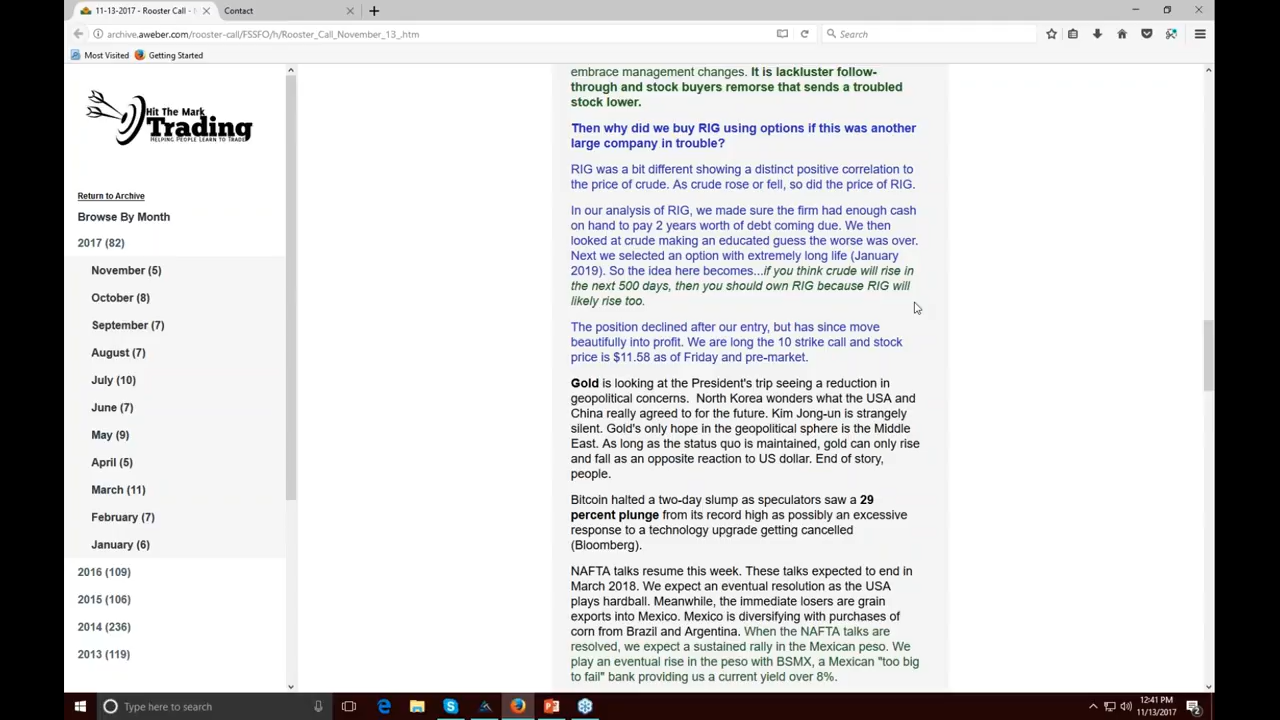 11-13-2017 - Rooster Call -
Contact
archive.aweber.com/rooster-call/FSSFO/h/Rooster_Call_November_13_.htm
Search
Most Visited
Getting Started
Hit The Mark
Trading
HELPING PEOPLE LEARN TO TRADE
Return to Archive
Browse By Month
2017 (82)
November (5)
October (8)
September (7)
August (7)
July (10)
June (7)
May (9)
April (5)
March (11)
February (7)
January (6)
2016 (109)
2015 (106)
2014 (236)
2013 (119)
embrace management changes. It is lackluster follow-
through and stock buyers remorse that sends a troubled
stock lower.
Then why did we buy RIG using options if this was another
large company in trouble?
RIG was a bit different showing a distinct positive correlation to
the price of crude. As crude rose or fell, so did the price of RIG.
In our analysis of RIG, we made sure the firm had enough cash
on hand to pay 2 years worth of debt coming due. We then
looked at crude making an educated guess the worse was over.
Next we selected an option with extremely long life (January
2019). So the idea here becomes...if you think crude will rise in
the next 500 days, then you should own RIG because RIG will
likely rise too.
The position declined after our entry, but has since move
beautifully into profit. We are long the 10 strike call and stock
price is $11.58 as of Friday and pre-market.
Gold is looking at the President's trip seeing a reduction in
geopolitical concerns.  North Korea wonders what the USA and
China really agreed to for the future. Kim Jong-un is strangely
silent. Gold's only hope in the geopolitical sphere is the Middle
East. As long as the status quo is maintained, gold can only rise
and fall as an opposite reaction to US dollar. End of story,
people.
Bitcoin halted a two-day slump as speculators saw a 29
percent plunge from its record high as possibly an excessive
response to a technology upgrade getting cancelled
(Bloomberg).
NAFTA talks resume this week. These talks expected to end in
March 2018. We expect an eventual resolution as the USA
plays hardball. Meanwhile, the immediate losers are grain
exports into Mexico. Mexico is diversifying with purchases of
corn from Brazil and Argentina. When the NAFTA talks are
resolved, we expect a sustained rally in the Mexican peso. We
play an eventual rise in the peso with BSMX, a Mexican "too big
to fail" bank providing us a current yield over 8%.
Type here to search
12:41 PM
11/13/2017
2